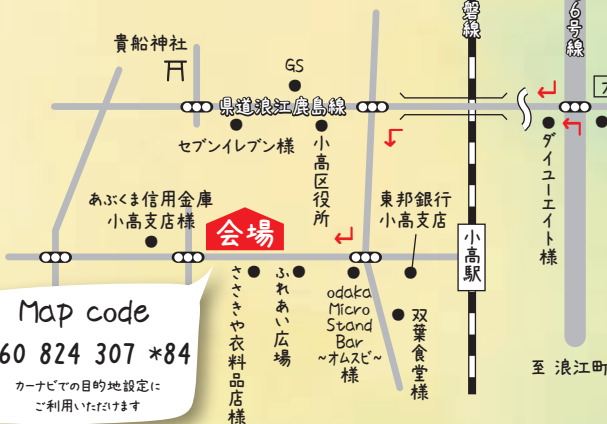 磐線
6号線
貴船神社
GS
県道浪江鹿島線
セブンイレブン様
小高区役所
ダイユーエイト様
あぶくま信用金庫
小高支店様
会場
東邦銀行
小高支店
小高駅
ささきや衣料品店様
ふれあい広場
odaka
Micro
Stand
Bar
~オムスビ~
様
双葉食堂様
至 浪江町
Map code
60 824 307 *84
カーナビでの目的地設定に
ご利用いただけます